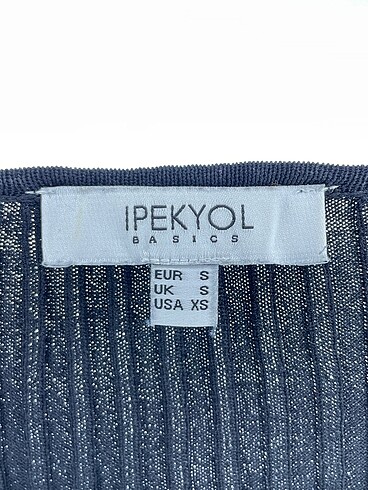 IPEKYOL
BASICS
EUR S
UK S
USA XS